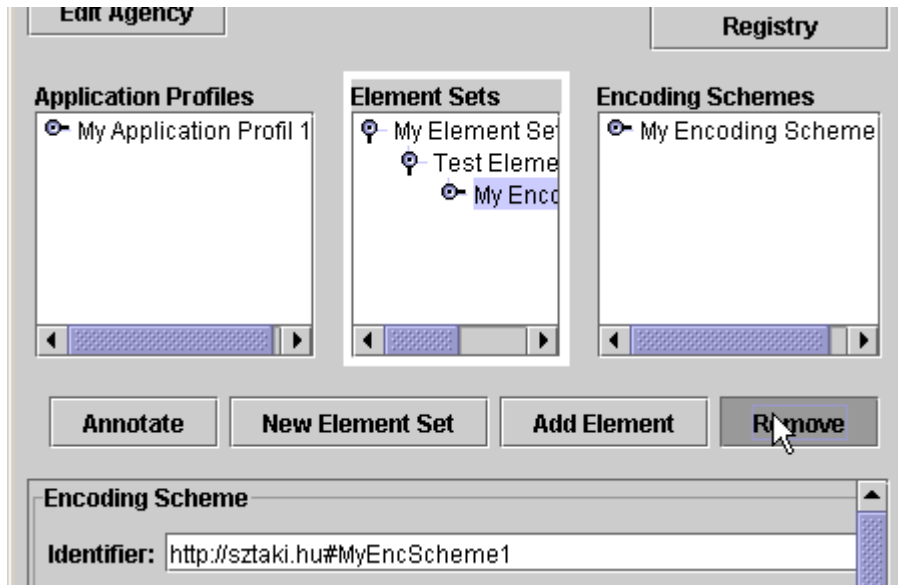 Edit Agency
Registry
Application Profiles
Element Sets
Encoding Schemes
My Application Profil 1
My Element Set
Test Eleme
My Enco
My Encoding Scheme
Annotate
New Element Set
Add Element
Remove
Encoding Scheme
Identifier: http://sztaki.hu#MyEncScheme1